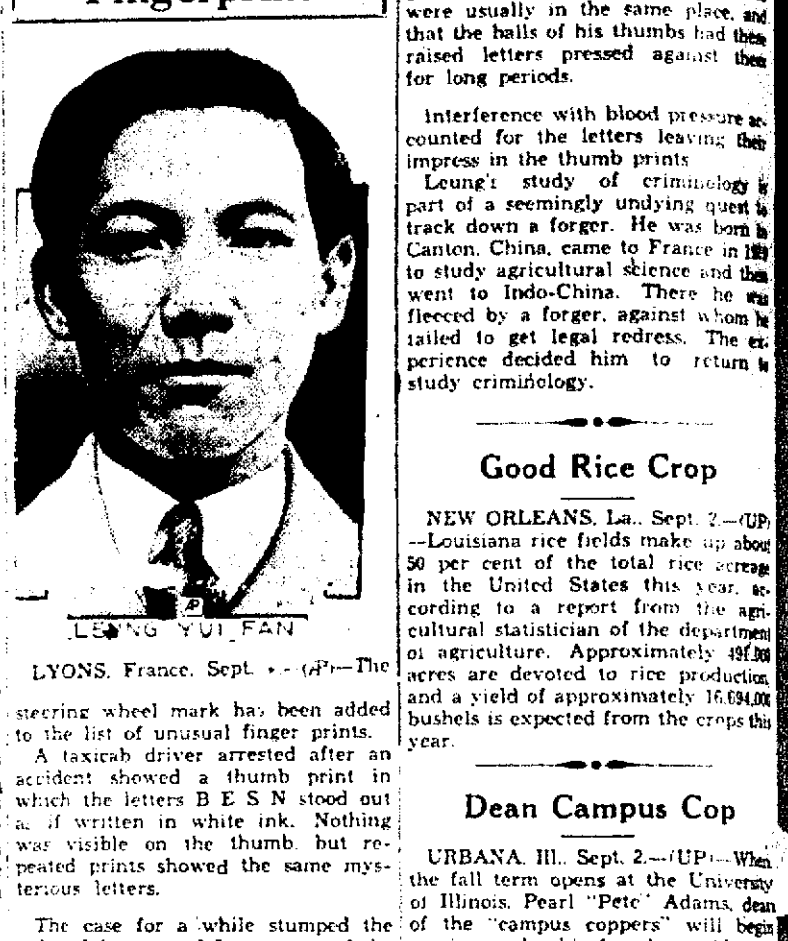 LEUNG YUI FAN
LYONS, France, Sept. (AP)—The
steering wheel mark has been added
to the list of unusual finger prints.
A taxicab driver arrested after an
accident showed a thumb print in
which the letters B E S N stood out
as if written in white ink. Nothing
was visible on the thumb, but re-
peated prints showed the same mys-
terious letters.
The case for a while stumped the
were usually in the same place, and
that the balls of his thumbs had these
raised letters pressed against them
for long periods.
Interference with blood pressure ac-
counted for the letters leaving their
impress in the thumb prints
Leung's study of criminology is
part of a seemingly undying quest to
track down a forger. He was born in
Canton, China, came to France in
to study agricultural science and then
went to Indo-China. There he was
fleeced by a forger, against whom he
failed to get legal redress. The ex-
perience decided him to return to
study criminology.
Good Rice Crop
NEW ORLEANS, La., Sept. 2.—(UP)
—Louisiana rice fields make up about
50 per cent of the total rice acreage
in the United States this year, ac-
cording to a report from the agri-
cultural statistician of the department
of agriculture. Approximately
acres are devoted to rice production,
and a yield of approximately 16,694,000
bushels is expected from the crops this
year.
Dean Campus Cop
URBANA, Ill., Sept. 2.—(UP)—When
the fall term opens at the University
of Illinois, Pearl "Pete" Adams, dean
of the "campus coppers" will begin